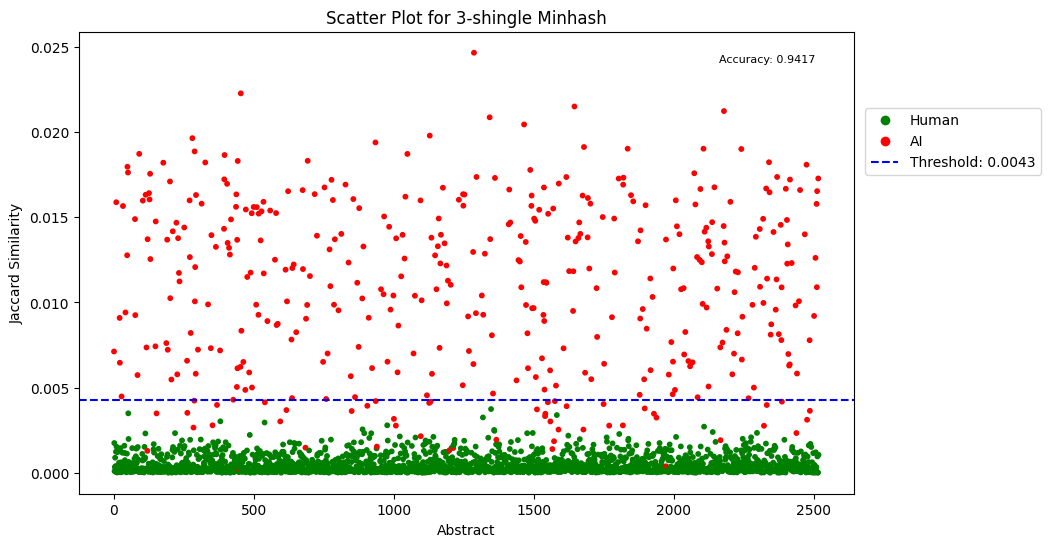 Scatter Plot for 3-shingle Minhash
Accuracy: 0.9417
Human
AI
Threshold: 0.0043
Jaccard Similarity
0.025
0.020
0.015
0.010
0.005
0.000
0 500 1000 1500 2000 2500
Abstract